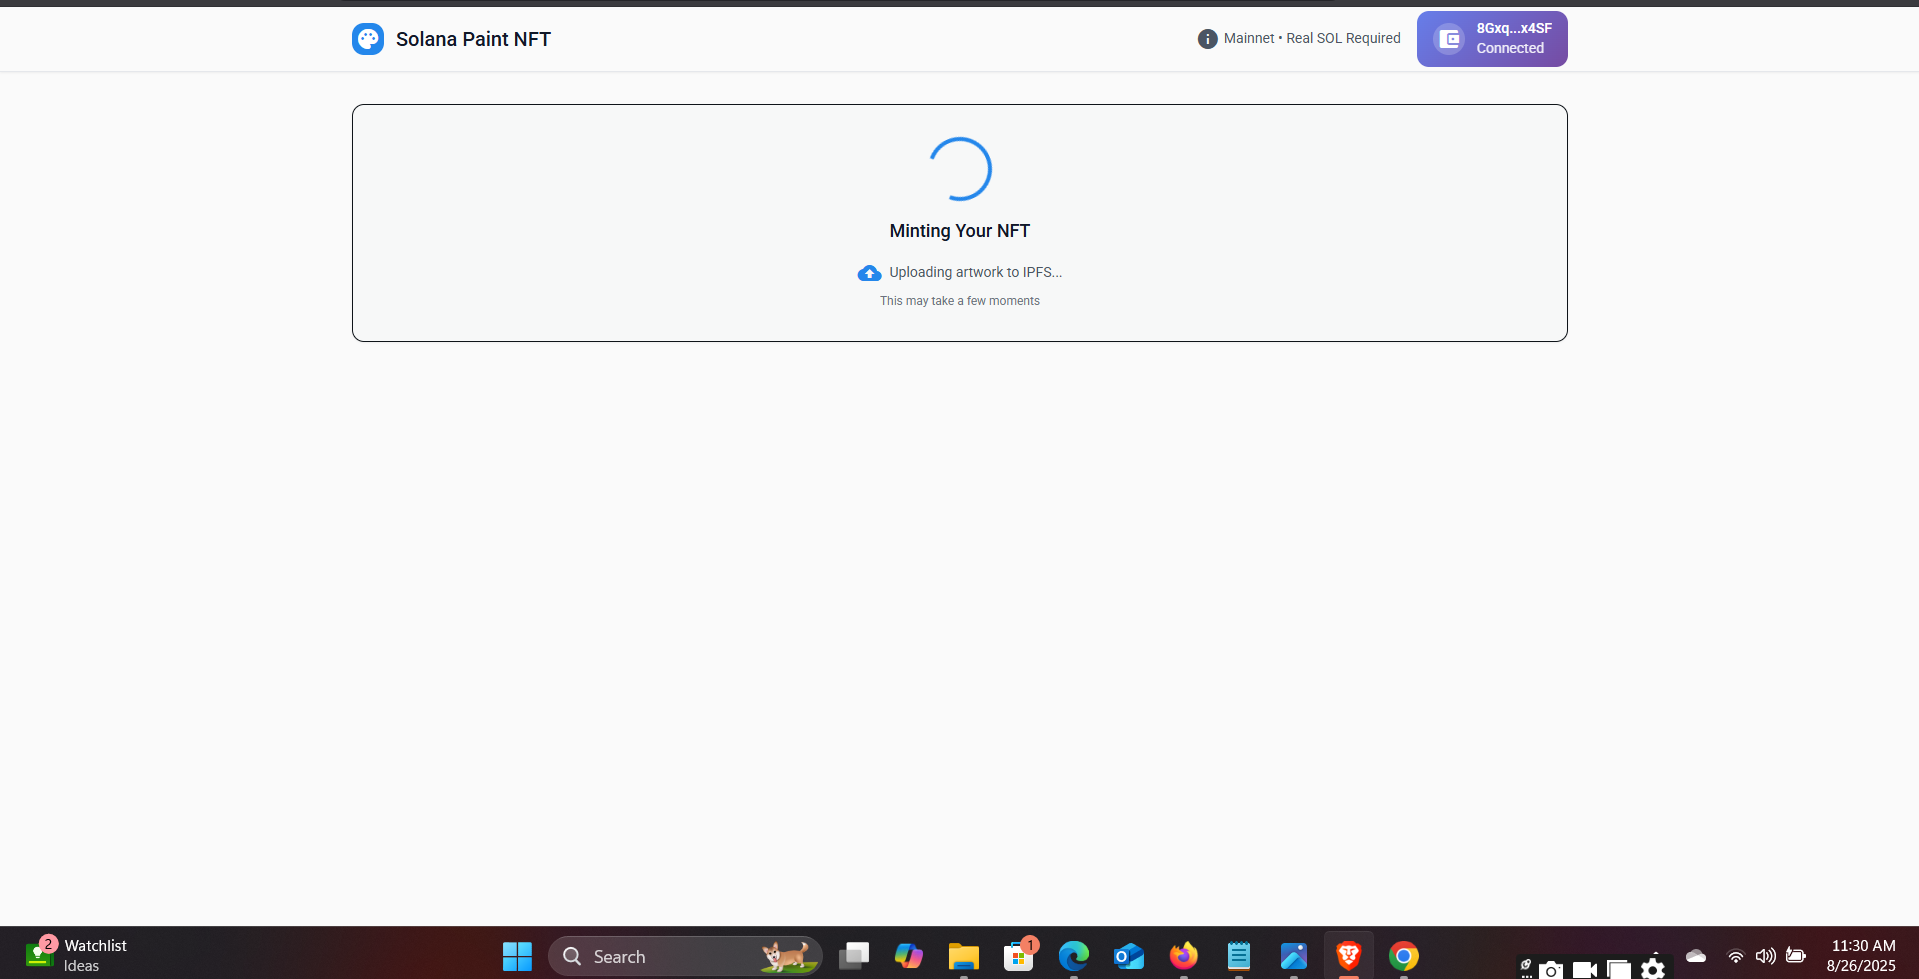 Solana Paint NFT
Mainnet • Real SOL Required
8Gxq...x4SF
Connected
Minting Your NFT
Uploading artwork to IPFS...
This may take a few moments
2
Watchlist
Ideas
Search
1
11:30 AM
8/26/2025